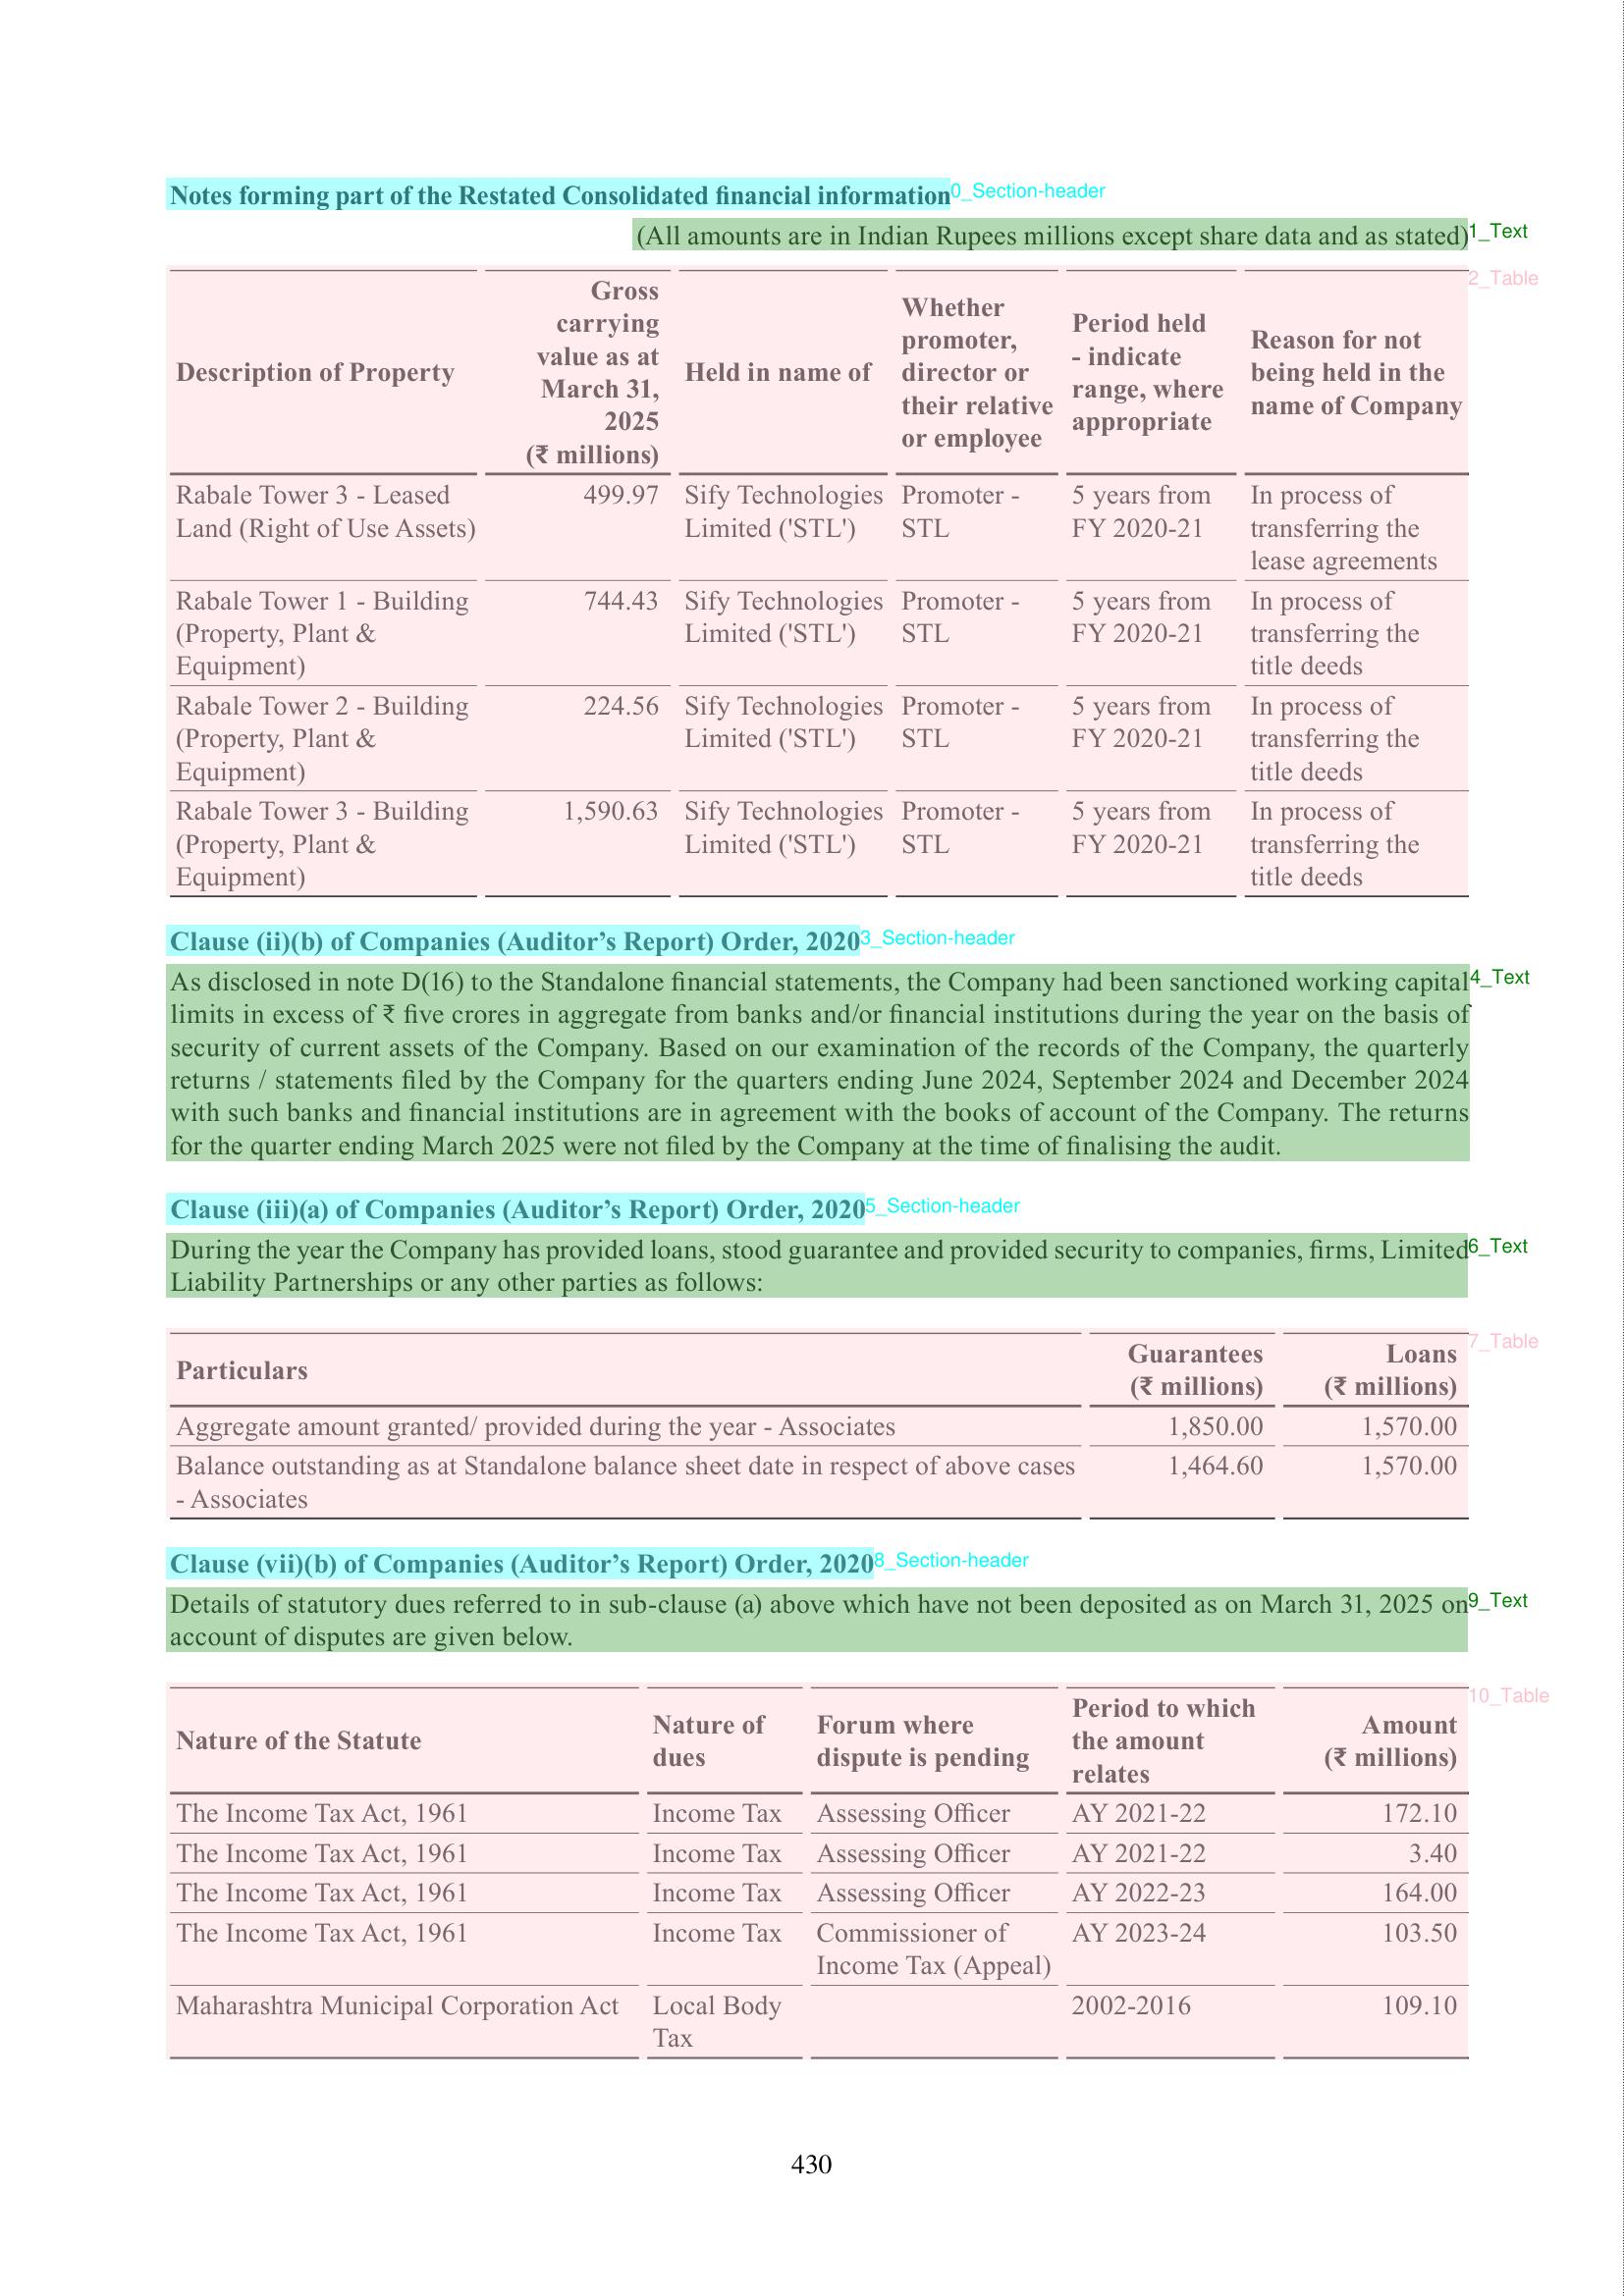 Notes forming part of the Restated Consolidated financial information
0_Section-header
(All amounts are in Indian Rupees millions except share data and as stated)
1_Text
2_Table
Description of Property
Gross
carrying
value as at
March 31,
2025
(₹ millions)
Held in name of
Whether
promoter,
director or
their relative
or employee
Period held
- indicate
range, where
appropriate
Reason for not
being held in the
name of Company
Rabale Tower 3 - Leased
Land (Right of Use Assets)
499.97
Sify Technologies
Limited ('STL')
Promoter -
STL
5 years from
FY 2020-21
In process of
transferring the
lease agreements
Rabale Tower 1 - Building
(Property, Plant &
Equipment)
744.43
Sify Technologies
Limited ('STL')
Promoter -
STL
5 years from
FY 2020-21
In process of
transferring the
title deeds
Rabale Tower 2 - Building
(Property, Plant &
Equipment)
224.56
Sify Technologies
Limited ('STL')
Promoter -
STL
5 years from
FY 2020-21
In process of
transferring the
title deeds
Rabale Tower 3 - Building
(Property, Plant &
Equipment)
1,590.63
Sify Technologies
Limited ('STL')
Promoter -
STL
5 years from
FY 2020-21
In process of
transferring the
title deeds
Clause (ii)(b) of Companies (Auditor’s Report) Order, 2020
3_Section-header
As disclosed in note D(16) to the Standalone financial statements, the Company had been sanctioned working capital
4_Text
limits in excess of ₹ five crores in aggregate from banks and/or financial institutions during the year on the basis of
security of current assets of the Company. Based on our examination of the records of the Company, the quarterly
returns / statements filed by the Company for the quarters ending June 2024, September 2024 and December 2024
with such banks and financial institutions are in agreement with the books of account of the Company. The returns
for the quarter ending March 2025 were not filed by the Company at the time of finalising the audit.
Clause (iii)(a) of Companies (Auditor’s Report) Order, 2020
5_Section-header
During the year the Company has provided loans, stood guarantee and provided security to companies, firms, Limited
6_Text
Liability Partnerships or any other parties as follows:
7_Table
Particulars
Guarantees
(₹ millions)
Loans
(₹ millions)
Aggregate amount granted/ provided during the year - Associates
1,850.00
1,570.00
Balance outstanding as at Standalone balance sheet date in respect of above cases
- Associates
1,464.60
1,570.00
Clause (vii)(b) of Companies (Auditor’s Report) Order, 2020
8_Section-header
Details of statutory dues referred to in sub-clause (a) above which have not been deposited as on March 31, 2025 on
9_Text
account of disputes are given below.
10_Table
Nature of the Statute
Nature of
dues
Forum where
dispute is pending
Period to which
the amount
relates
Amount
(₹ millions)
The Income Tax Act, 1961
Income Tax
Assessing Officer
AY 2021-22
172.10
The Income Tax Act, 1961
Income Tax
Assessing Officer
AY 2021-22
3.40
The Income Tax Act, 1961
Income Tax
Assessing Officer
AY 2022-23
164.00
The Income Tax Act, 1961
Income Tax
Commissioner of
Income Tax (Appeal)
AY 2023-24
103.50
Maharashtra Municipal Corporation Act
Local Body
Tax
2002-2016
109.10
430